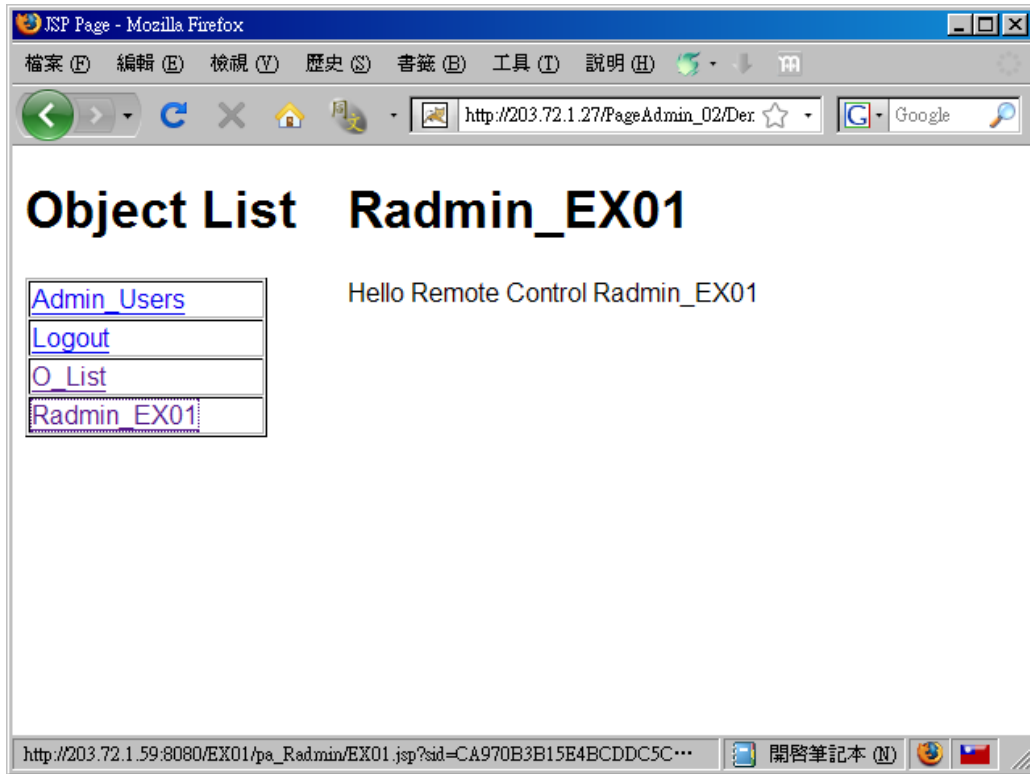 JSP Page - Mozilla Firefox
檔案 (F) 編輯 (E) 檢視 (V) 歷史 (S) 書籤 (B) 工具 (T) 說明 (H)
http://203.72.1.27/PageAdmin_02/Der Google
Object List
Admin_Users
Logout
O_List
Radmin_EX01
Radmin_EX01
Hello Remote Control Radmin_EX01
http://203.72.1.59:8080/EX01/pa_Radmin/EX01.jsp?sid=CA970B3B15E4BCDDC5C… 開啓筆記本 (N)